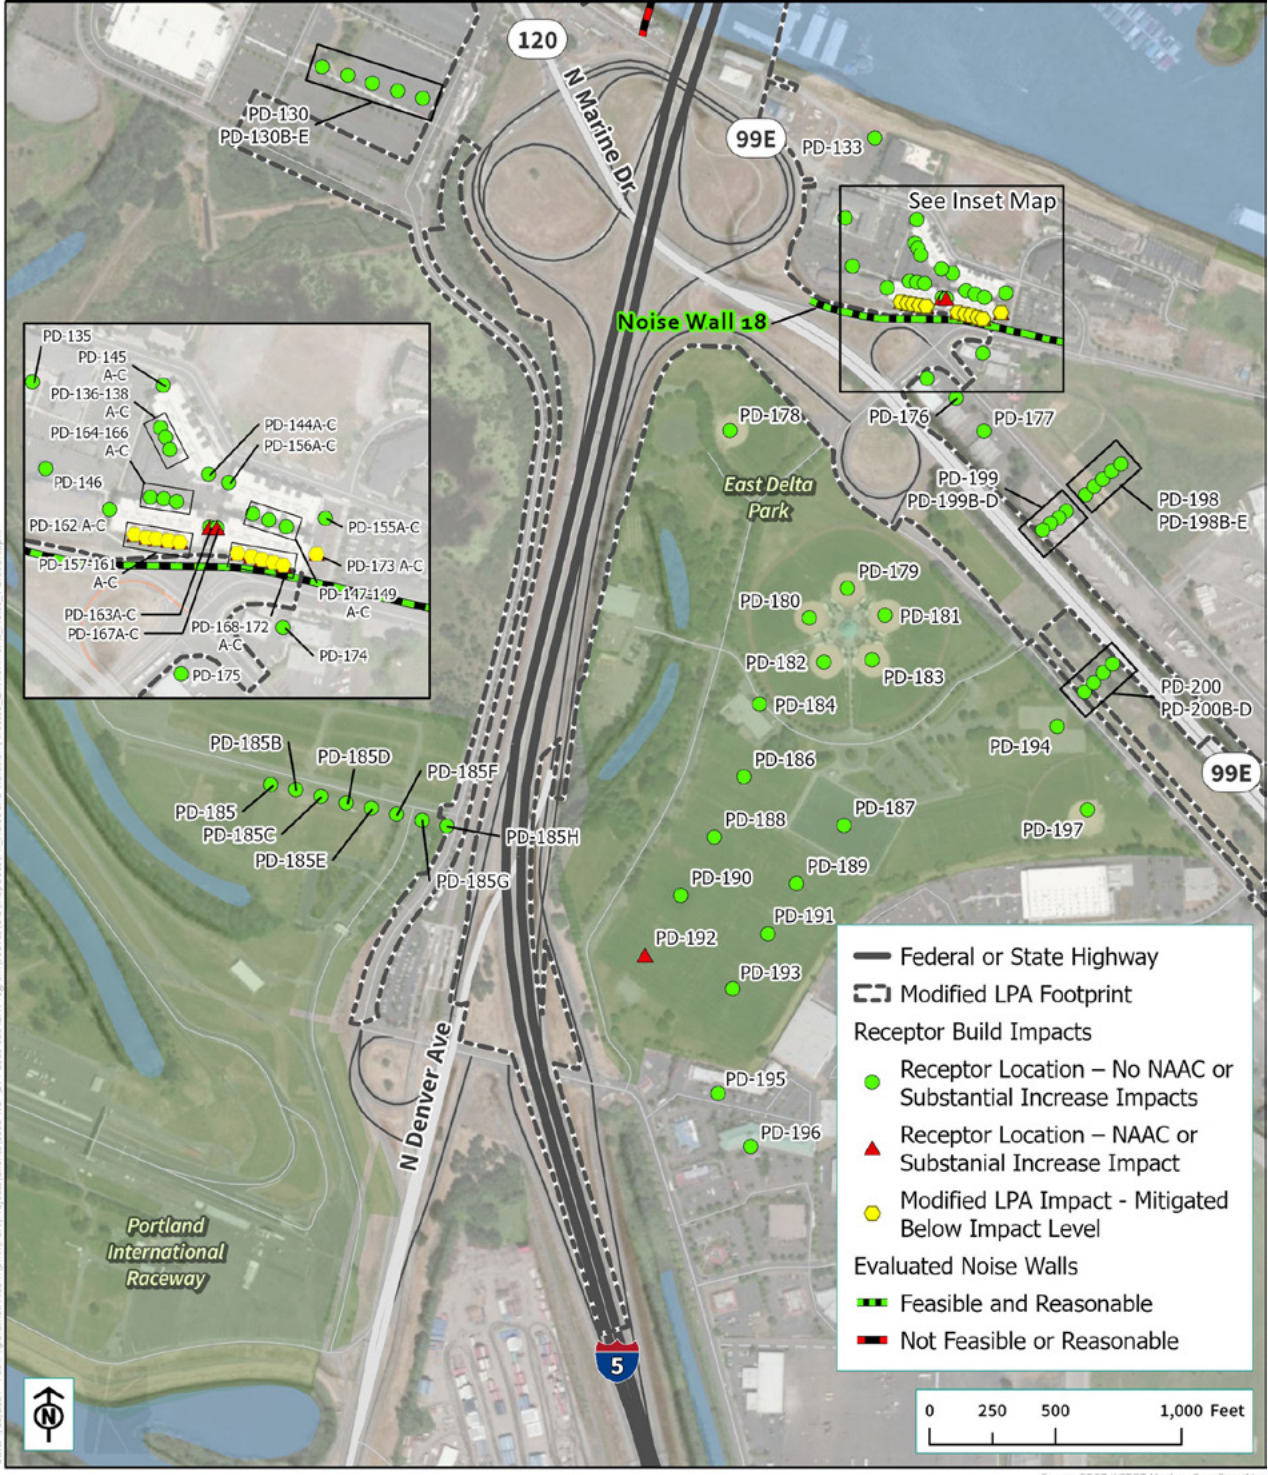 120
N Marine Dr
PD-130
PD-130B-E
99E
PD-133
See Inset Map
Noise Wall 18
PD-135
PD-145
A-C
PD-136-138
A-C
PD-164-166
A-C
PD-144A-C
PD-156A-C
PD-146
PD-162 A-C
PD-155A-C
PD-157-161
A-C
PD-173 A-C
PD-147-149
A-C
PD-163A-C
PD-167A-C
PD-168-172
A-C
PD-174
PD-175
PD-176
PD-177
PD-178
East Delta
Park
PD-199
PD-199B-D
PD-198
PD-198B-E
PD-179
PD-180
PD-181
PD-182
PD-183
PD-184
PD-200
PD-200B-D
PD-194
99E
PD-185B
PD-185D
PD-185F
PD-185
PD-185C
PD-185E
PD-185H
PD-185G
PD-186
PD-188
PD-187
PD-197
PD-190
PD-189
PD-191
PD-192
PD-193
N Denver Ave
PD-195
PD-196
Portland
International
Raceway
5
Federal or State Highway
Modified LPA Footprint
Receptor Build Impacts
Receptor Location – No NAAC or
Substantial Increase Impacts
Receptor Location – NAAC or
Substanial Increase Impact
Modified LPA Impact - Mitigated
Below Impact Level
Evaluated Noise Walls
Feasible and Reasonable
Not Feasible or Reasonable
N
0 250 500 1,000 Feet